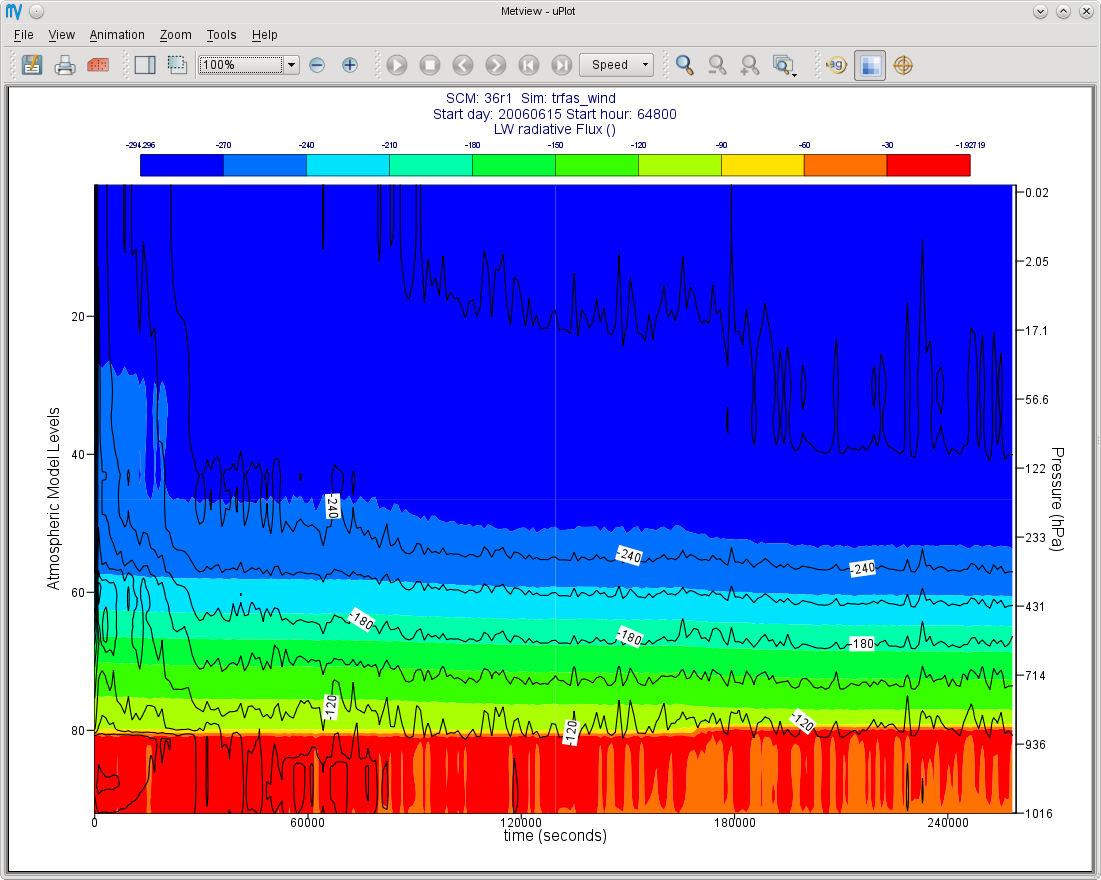 Metview - uPlot
File View Animation Zoom Tools Help
100% Speed ag
SCM: 36r1 Sim: trfas_wind
Start day: 20060615 Start hour: 64800
LW radiative Flux ()
-294.296 -270 -240 -210 -180 -150 -120 -90 -60 -30 -1.92719
0.02
2.05
20 17.1
56.6
Atmospheric Model Levels
40 122
Pressure (hPa)
-240
233
-240 -240
60 431
-180 -180 -180
714
-120 -120 -120
80 936
1016
0 60000 120000 180000 240000
time (seconds)